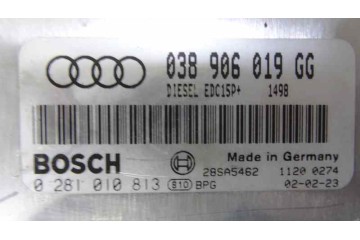 038 906 019 GG
DIESEL EDC15P+ 1498
BOSCH
Made in Germany
28SA5462 1120 0274
0 281 010 813 S10 BPG 02-02-23